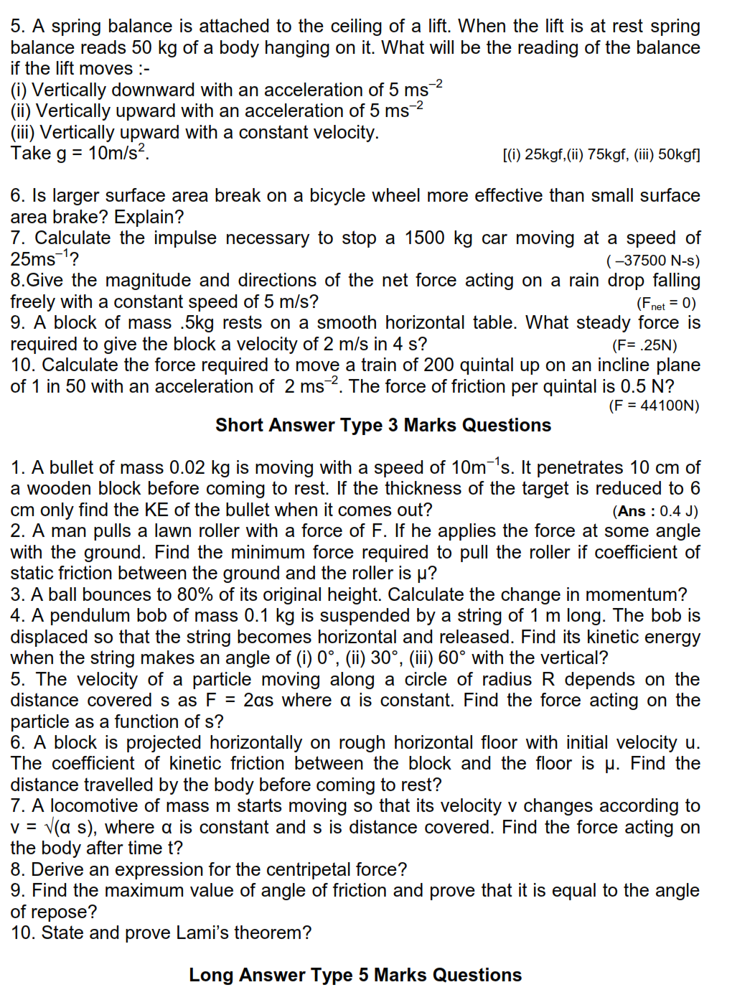 5. A spring balance is attached to the ceiling of a lift. When the lift is at rest spring
balance reads 50 kg of a body hanging on it. What will be the reading of the balance
if the lift moves :-
(i) Vertically downward with an acceleration of 5 ms⁻²
(ii) Vertically upward with an acceleration of 5 ms⁻²
(iii) Vertically upward with a constant velocity.
Take g = 10m/s². [(i) 25kgf,(ii) 75kgf, (iii) 50kgf]
6. Is larger surface area break on a bicycle wheel more effective than small surface
area brake? Explain?
7. Calculate the impulse necessary to stop a 1500 kg car moving at a speed of
25ms⁻¹? ( –37500 N-s)
8.Give the magnitude and directions of the net force acting on a rain drop falling
freely with a constant speed of 5 m/s? (Fnet = 0)
9. A block of mass .5kg rests on a smooth horizontal table. What steady force is
required to give the block a velocity of 2 m/s in 4 s? (F= .25N)
10. Calculate the force required to move a train of 200 quintal up on an incline plane
of 1 in 50 with an acceleration of 2 ms⁻². The force of friction per quintal is 0.5 N?
(F = 44100N)
Short Answer Type 3 Marks Questions
1. A bullet of mass 0.02 kg is moving with a speed of 10m⁻¹s. It penetrates 10 cm of
a wooden block before coming to rest. If the thickness of the target is reduced to 6
cm only find the KE of the bullet when it comes out? (Ans : 0.4 J)
2. A man pulls a lawn roller with a force of F. If he applies the force at some angle
with the ground. Find the minimum force required to pull the roller if coefficient of
static friction between the ground and the roller is μ?
3. A ball bounces to 80% of its original height. Calculate the change in momentum?
4. A pendulum bob of mass 0.1 kg is suspended by a string of 1 m long. The bob is
displaced so that the string becomes horizontal and released. Find its kinetic energy
when the string makes an angle of (i) 0°, (ii) 30°, (iii) 60° with the vertical?
5. The velocity of a particle moving along a circle of radius R depends on the
distance covered s as F = 2αs where α is constant. Find the force acting on the
particle as a function of s?
6. A block is projected horizontally on rough horizontal floor with initial velocity u.
The coefficient of kinetic friction between the block and the floor is μ. Find the
distance travelled by the body before coming to rest?
7. A locomotive of mass m starts moving so that its velocity v changes according to
v = √(α s), where α is constant and s is distance covered. Find the force acting on
the body after time t?
8. Derive an expression for the centripetal force?
9. Find the maximum value of angle of friction and prove that it is equal to the angle
of repose?
10. State and prove Lami's theorem?
Long Answer Type 5 Marks Questions